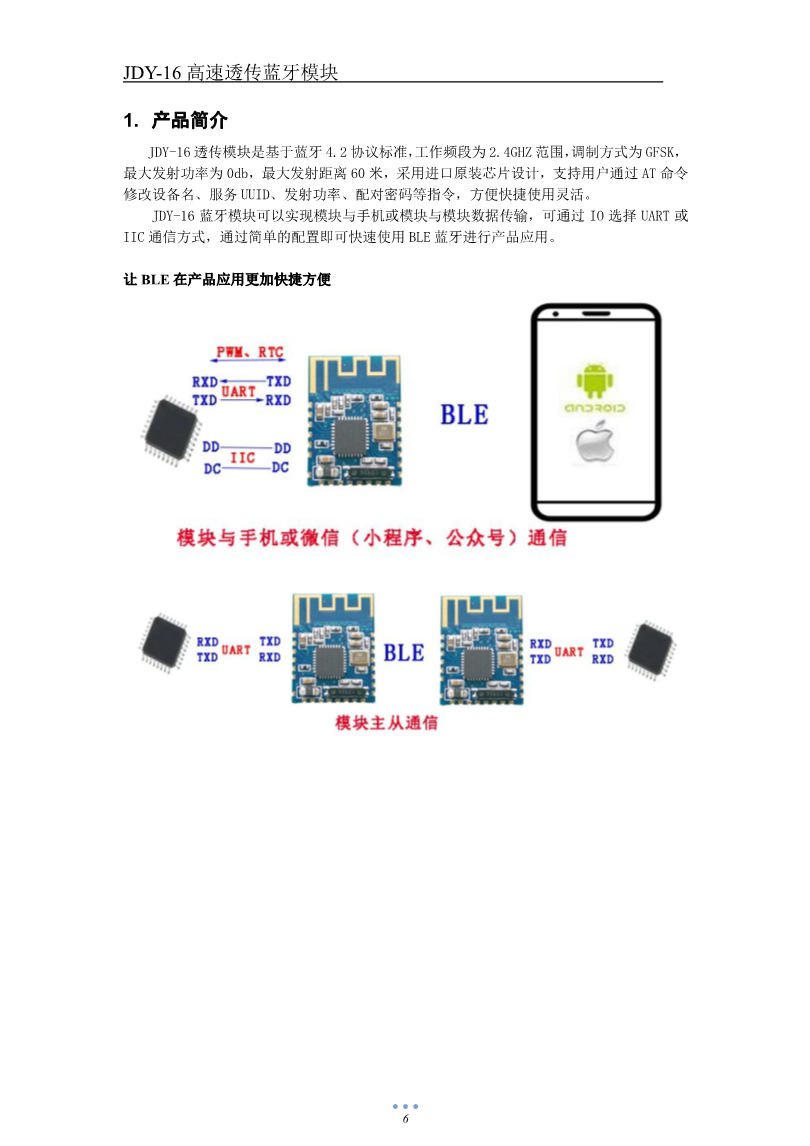 JDY-16 高速透传蓝牙模块
1. 产品简介
JDY-16 透传模块是基于蓝牙 4.2 协议标准，工作频段为 2.4GHZ 范围，调制方式为 GFSK，
最大发射功率为 0db，最大发射距离 60 米，采用进口原装芯片设计，支持用户通过 AT 命令
修改设备名、服务 UUID、发射功率、配对密码等指令，方便快捷使用灵活。
JDY-16 蓝牙模块可以实现模块与手机或模块与模块数据传输，可通过 IO 选择 UART 或
IIC 通信方式，通过简单的配置即可快速使用 BLE 蓝牙进行产品应用。
让 BLE 在产品应用更加快捷方便
PWM、RTC
RXD TXD
UART
TXD RXD
DD DD
IIC
DC DC
BLE
ANDROID
模块与手机或微信（小程序、公众号）通信
RXD UART TXD
TXD RXD
BLE
RXD UART TXD
TXD RXD
模块主从通信
6